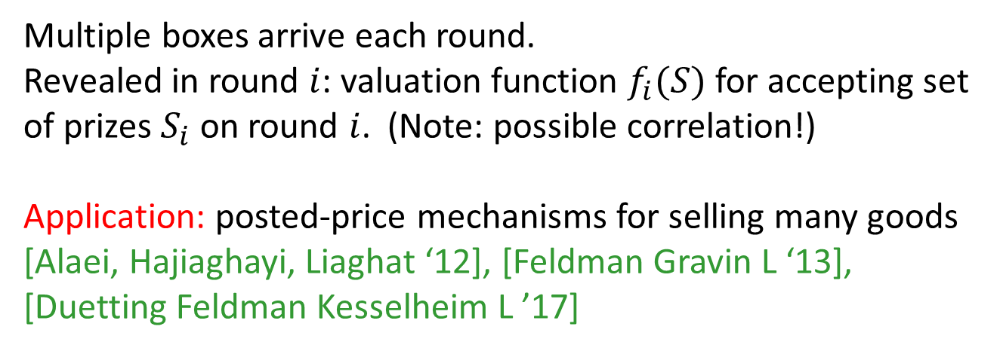 Multiple boxes arrive each round.
Revealed in round i: valuation function fᵢ(S) for accepting set
of prizes Sᵢ on round i. (Note: possible correlation!)
Application: posted-price mechanisms for selling many goods
[Alaei, Hajiaghayi, Liaghat ‘12], [Feldman Gravin L ‘13],
[Duetting Feldman Kesselheim L ’17]